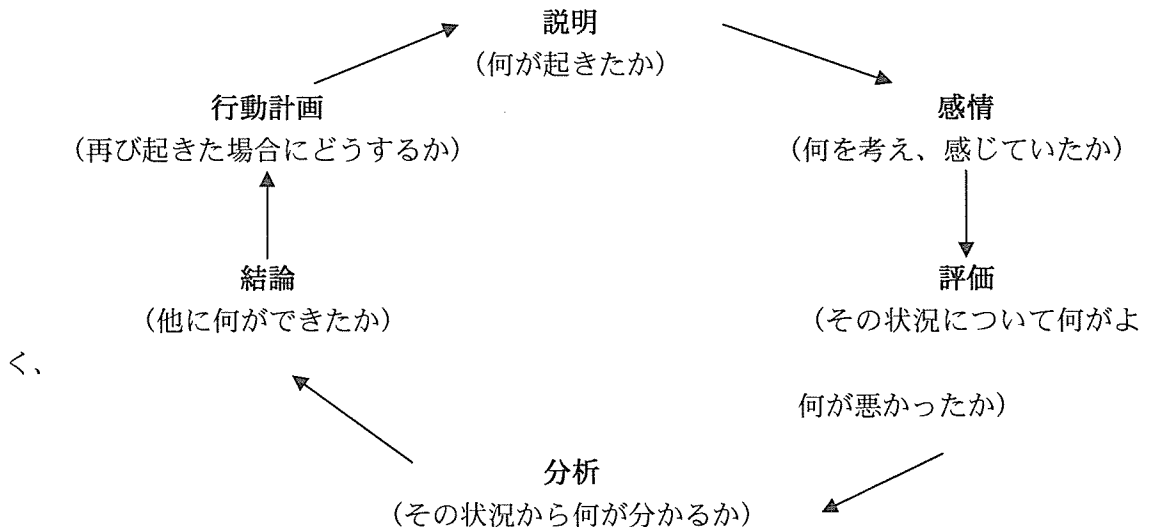 説明
（何が起きたか）
行動計画
（再び起きた場合にどうするか）
感情
（何を考え、感じていたか）
結論
（他に何ができたか）
評価
（その状況について何がよ
く、
何が悪かったか）
分析
（その状況から何が分かるか）